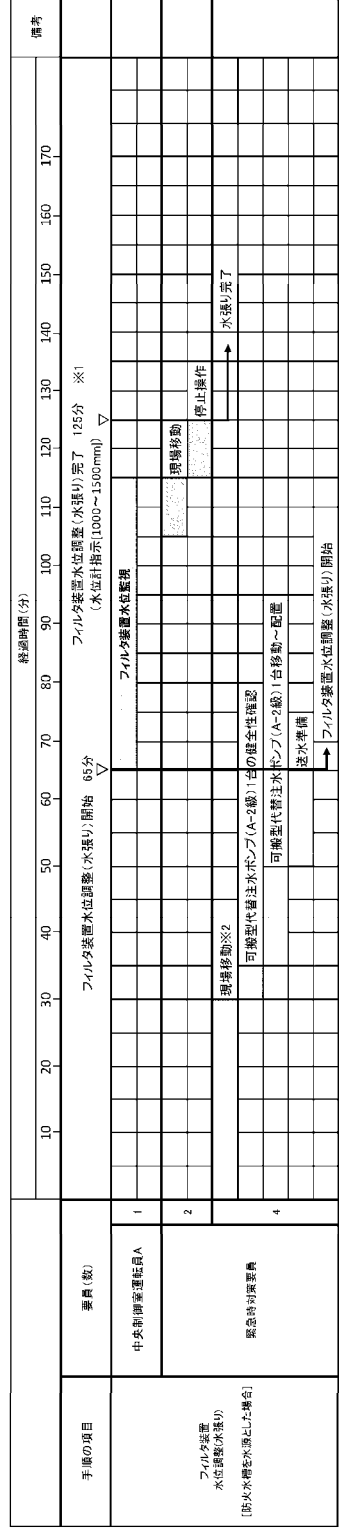 手順の項目
要員(数)
経過時間(分)
備考
10
20
30
40
50
60
70
80
90
100
110
120
130
140
150
160
170
フィルタ装置水位調整(水張り)開始 65分
フィルタ装置水位調整(水張り)完了 125分 ※1
(水位計指示[1000~1500mm])
フィルタ装置
水位調整(水張り)
[防火水槽を水源とした場合]
中央制御室運転員A
1
フィルタ装置水位監視
緊急時対策要員
2
現場移動
停止操作
4
現場移動※2
水張り完了
可搬型代替注水ポンプ(A-2級)1台の健全性確認
可搬型代替注水ポンプ(A-2級)1台移動~配置
送水準備
フィルタ装置水位調整(水張り)開始